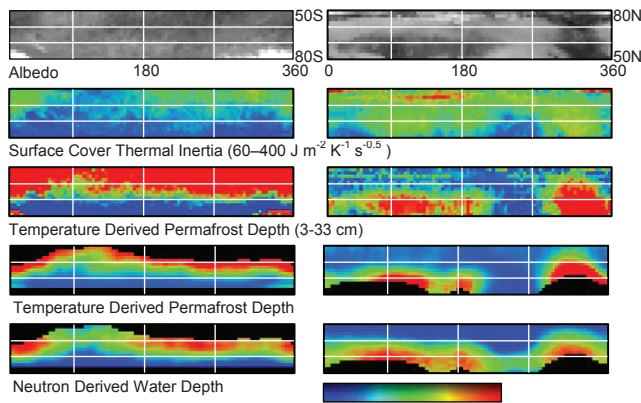 50S
80N
80S
50N
Albedo
180
360
0
180
360
Surface Cover Thermal Inertia (60–400 J m-2 K-1 s-0.5 )
Temperature Derived Permafrost Depth (3-33 cm)
Temperature Derived Permafrost Depth
Neutron Derived Water Depth